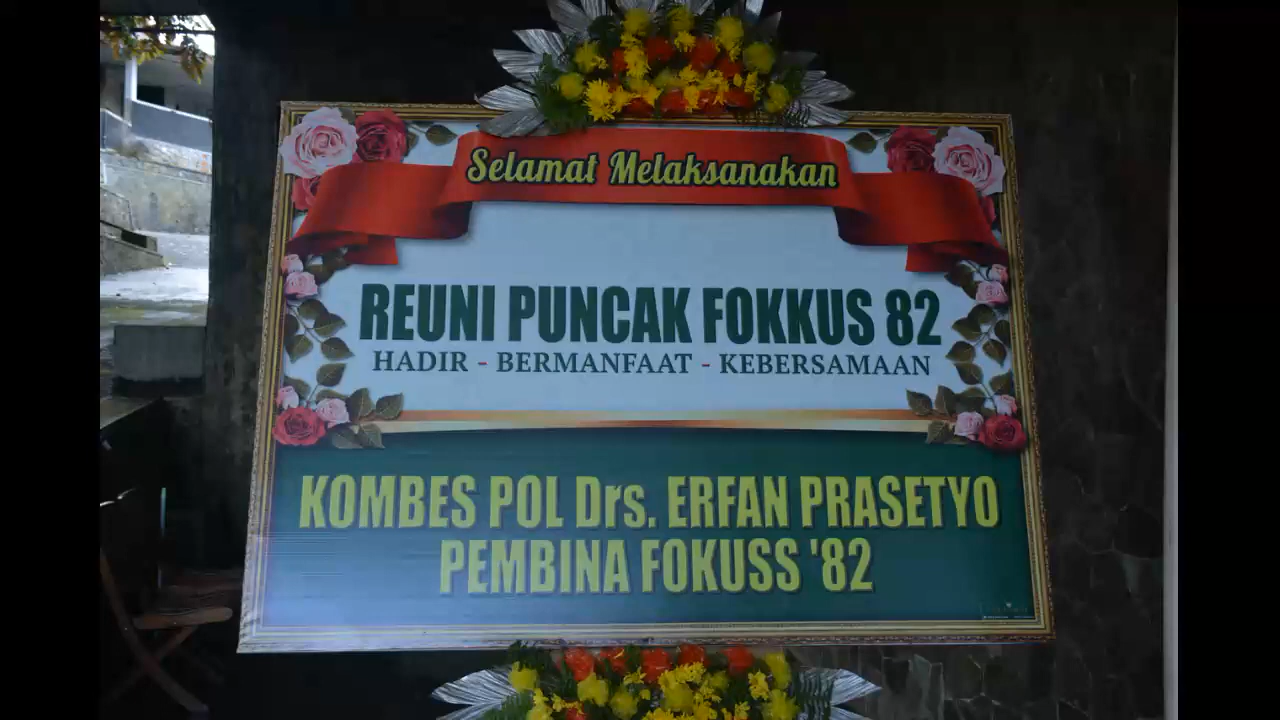 Selamat Melaksanakan
REUNI PUNCAK FOKKUS 82
HADIR - BERMANFAAT - KEBERSAMAAN
KOMBES POL Drs. ERFAN PRASETYO
PEMBINA FOKUSS '82